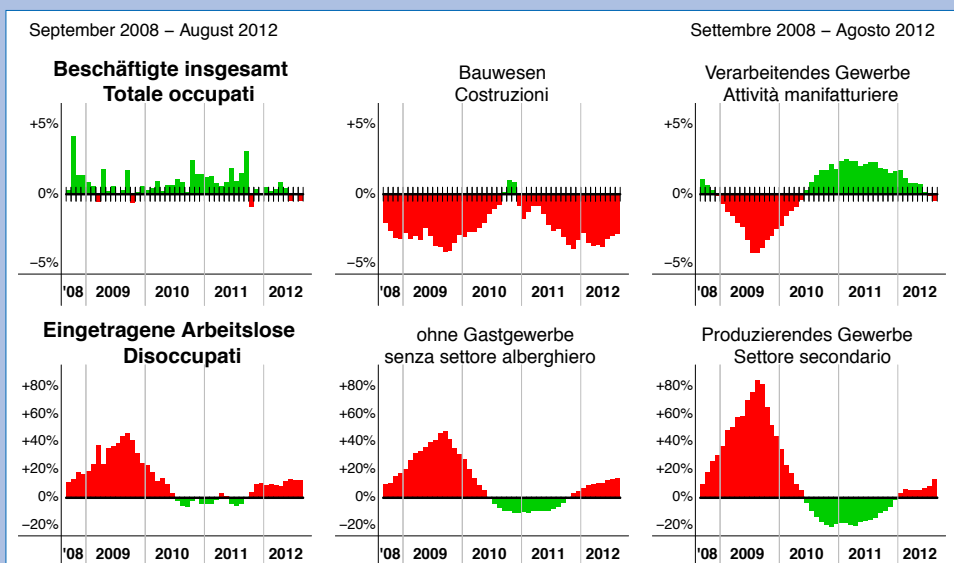 September 2008 – August 2012
Settembre 2008 – Agosto 2012
Beschäftigte insgesamt
Totale occupati
+5%
0%
−5%
'08 2009 2010 2011 2012
Bauwesen
Costruzioni
+5%
0%
−5%
'08 2009 2010 2011 2012
Verarbeitendes Gewerbe
Attività manifatturiere
+5%
0%
−5%
'08 2009 2010 2011 2012
Eingetragene Arbeitslose
Disoccupati
+80%
+60%
+40%
+20%
0%
−20%
'08 2009 2010 2011 2012
ohne Gastgewerbe
senza settore alberghiero
+80%
+60%
+40%
+20%
0%
−20%
'08 2009 2010 2011 2012
Produzierendes Gewerbe
Settore secondario
+80%
+60%
+40%
+20%
0%
−20%
'08 2009 2010 2011 2012